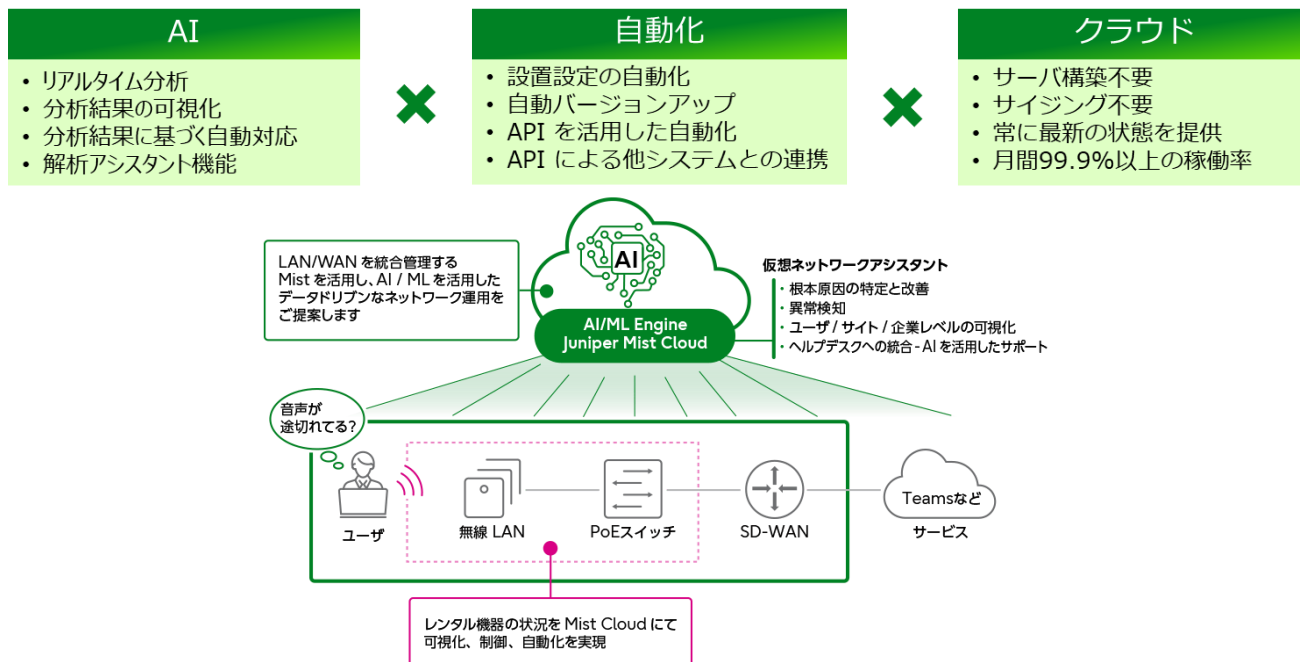 AI
・リアルタイム分析
・分析結果の可視化
・分析結果に基づく自動対応
・解析アシスタント機能
自動化
・設置設定の自動化
・自動バージョンアップ
・API を活用した自動化
・API による他システムとの連携
クラウド
・サーバ構築不要
・サイジング不要
・常に最新の状態を提供
・月間99.9%以上の稼働率
LAN/WAN を統合管理する
Mist を活用し、AI / ML を活用した
データドリブンなネットワーク運用を
ご提案します
AI
AI/ML Engine
Juniper Mist Cloud
仮想ネットワークアシスタント
・根本原因の特定と改善
・異常検知
・ユーザ / サイト / 企業レベルの可視化
・ヘルプデスクへの統合 - AI を活用したサポート
音声が
途切れてる?
ユーザ
無線 LAN
PoEスイッチ
SD-WAN
Teamsなど
サービス
レンタル機器の状況を Mist Cloud にて
可視化、制御、自動化を実現